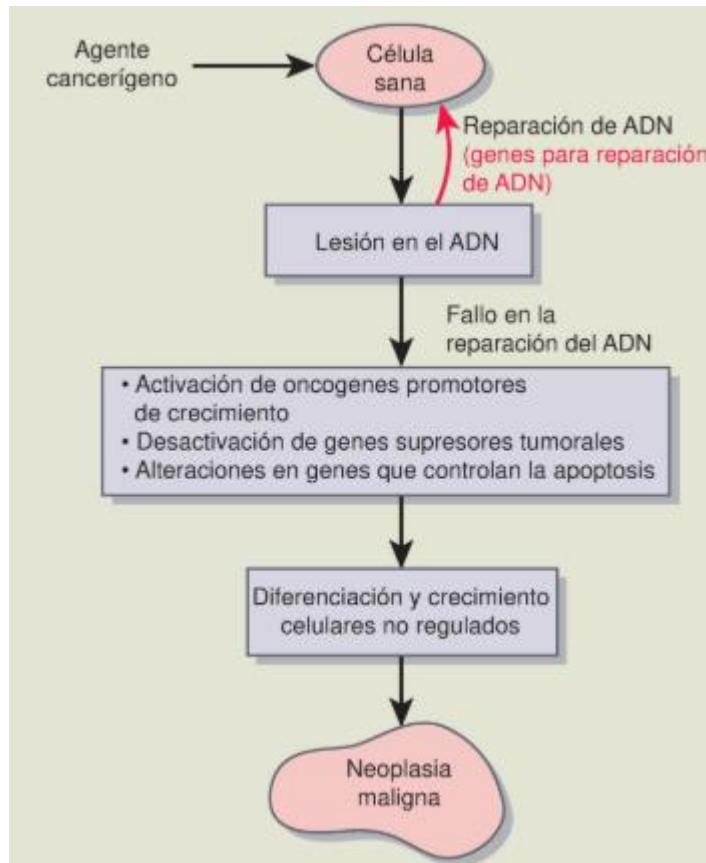 Agente
cancerígeno
Célula
sana
Reparación de ADN
(genes para reparación
de ADN)
Lesión en el ADN
Fallo en la
reparación del ADN
• Activación de oncogenes promotores
de crecimiento
• Desactivación de genes supresores tumorales
• Alteraciones en genes que controlan la apoptosis
Diferenciación y crecimiento
celulares no regulados
Neoplasia
maligna